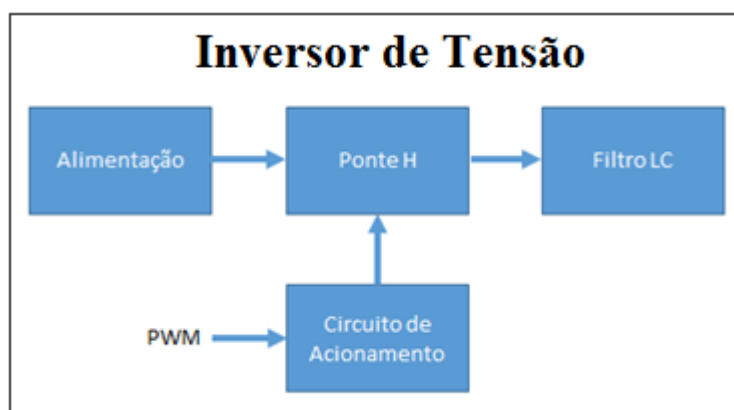 Inversor de Tensão
Alimentação
Ponte H
Filtro LC
PWM
Circuito de
Acionamento